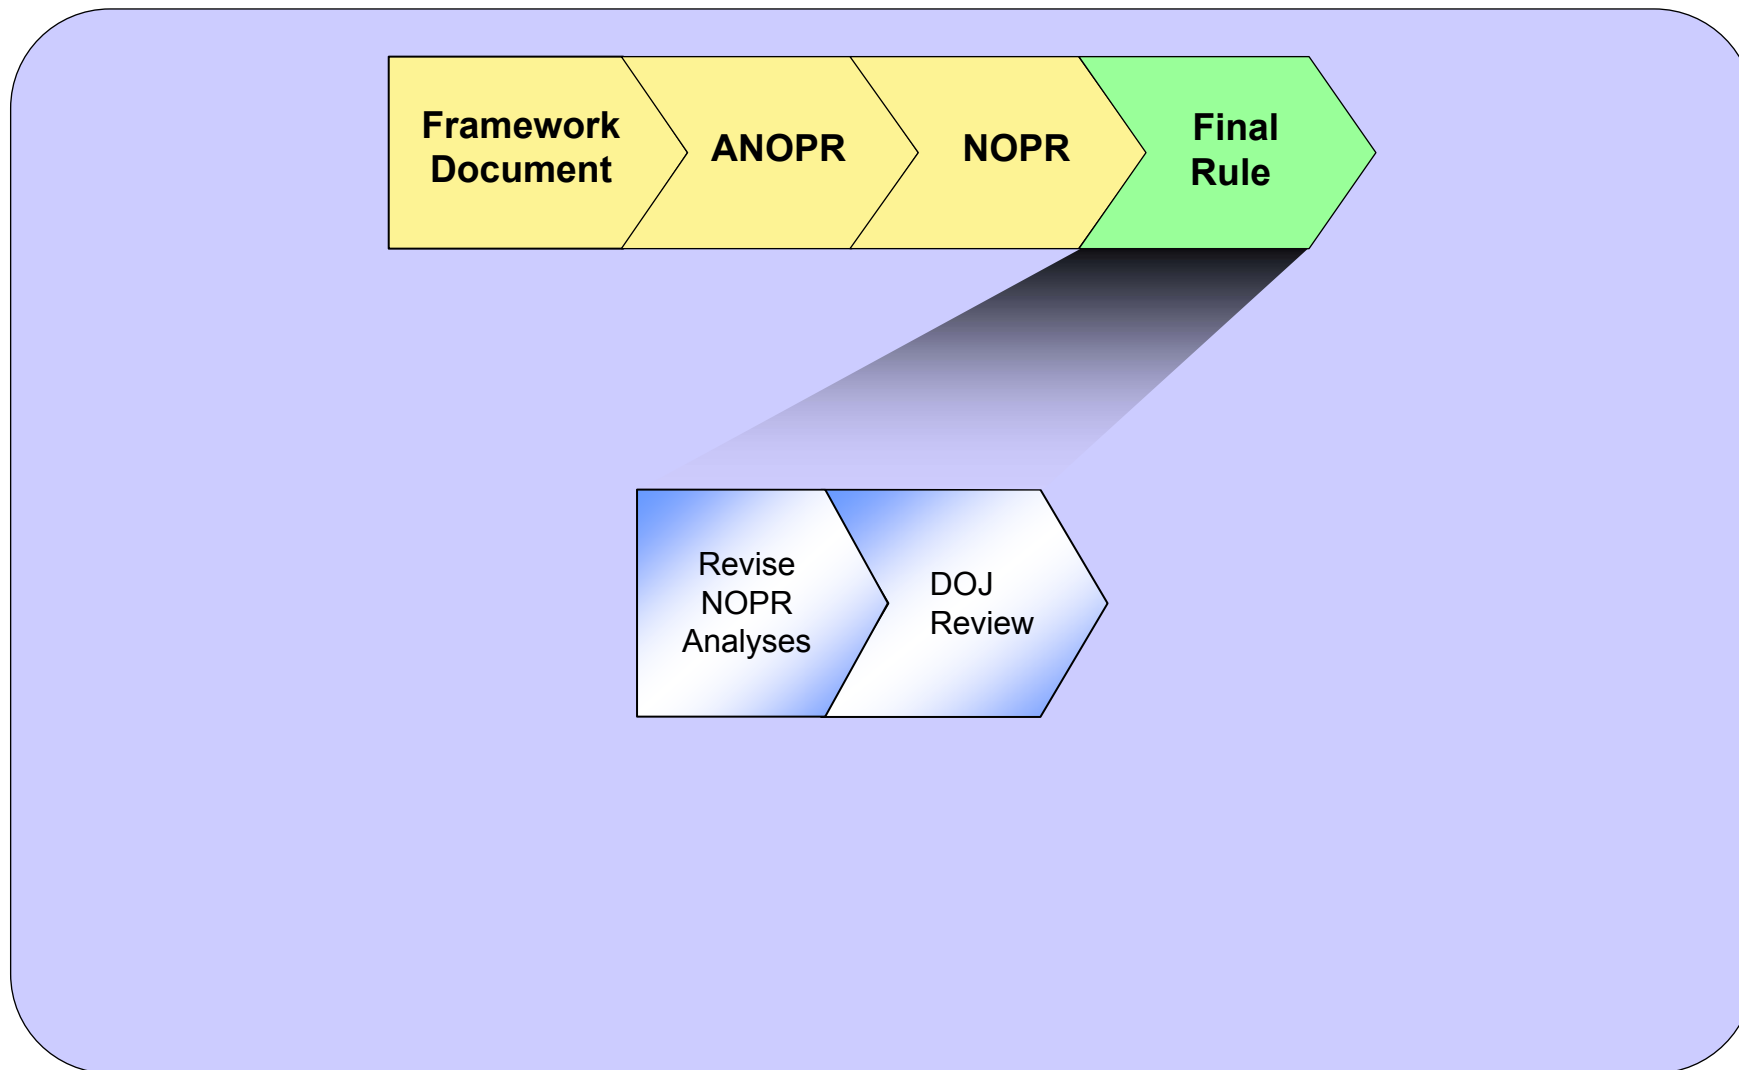 Framework
Document
ANOPR
NOPR
Final
Rule
Revise
NOPR
Analyses
DOJ
Review